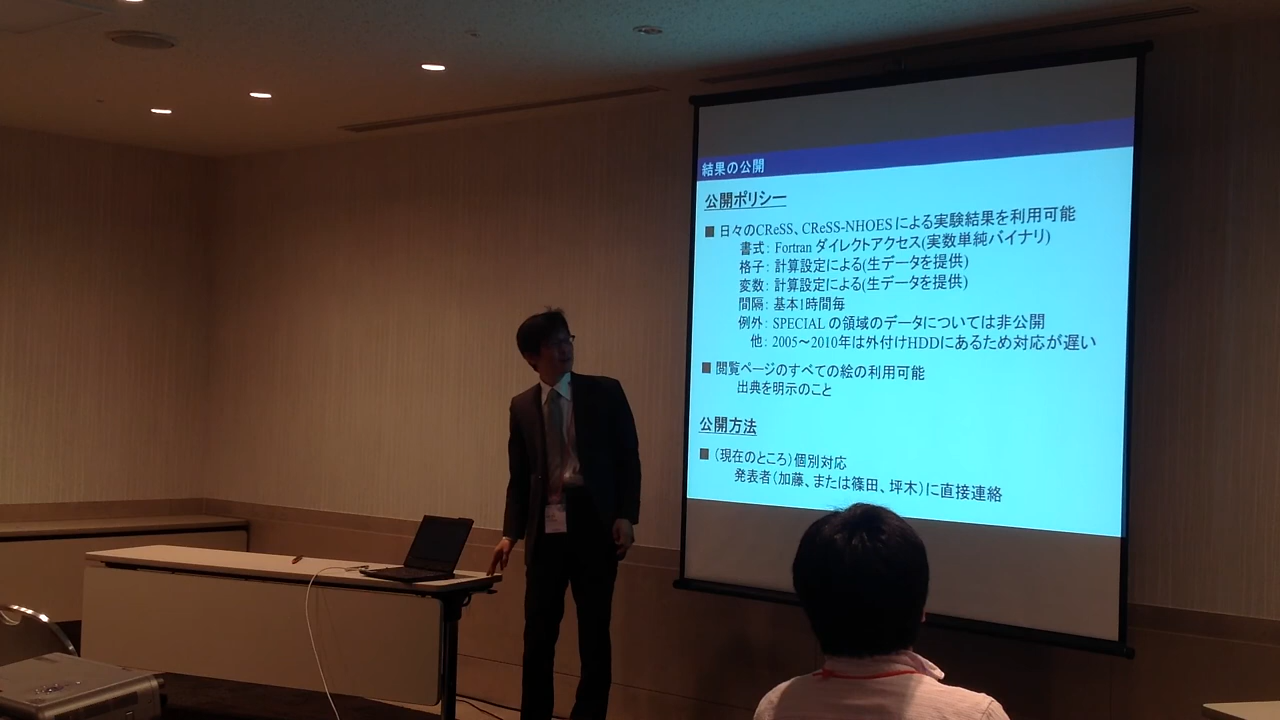 結果の公開
公開ポリシー
■ 日々のCReSS、CReSS-NHOESによる実験結果を利用可能
書式: Fortran ダイレクトアクセス(実数単純バイナリ)
格子: 計算設定による(生データを提供)
変数: 計算設定による(生データを提供)
間隔: 基本1時間毎
例外: SPECIAL の領域のデータについては非公開
他: 2005～2010年は外付けHDDにあるため対応が遅い
■ 閲覧ページのすべての絵の利用可能
出典を明示のこと
公開方法
■ (現在のところ)個別対応
発表者(加藤、または篠田、坪木)に直接連絡